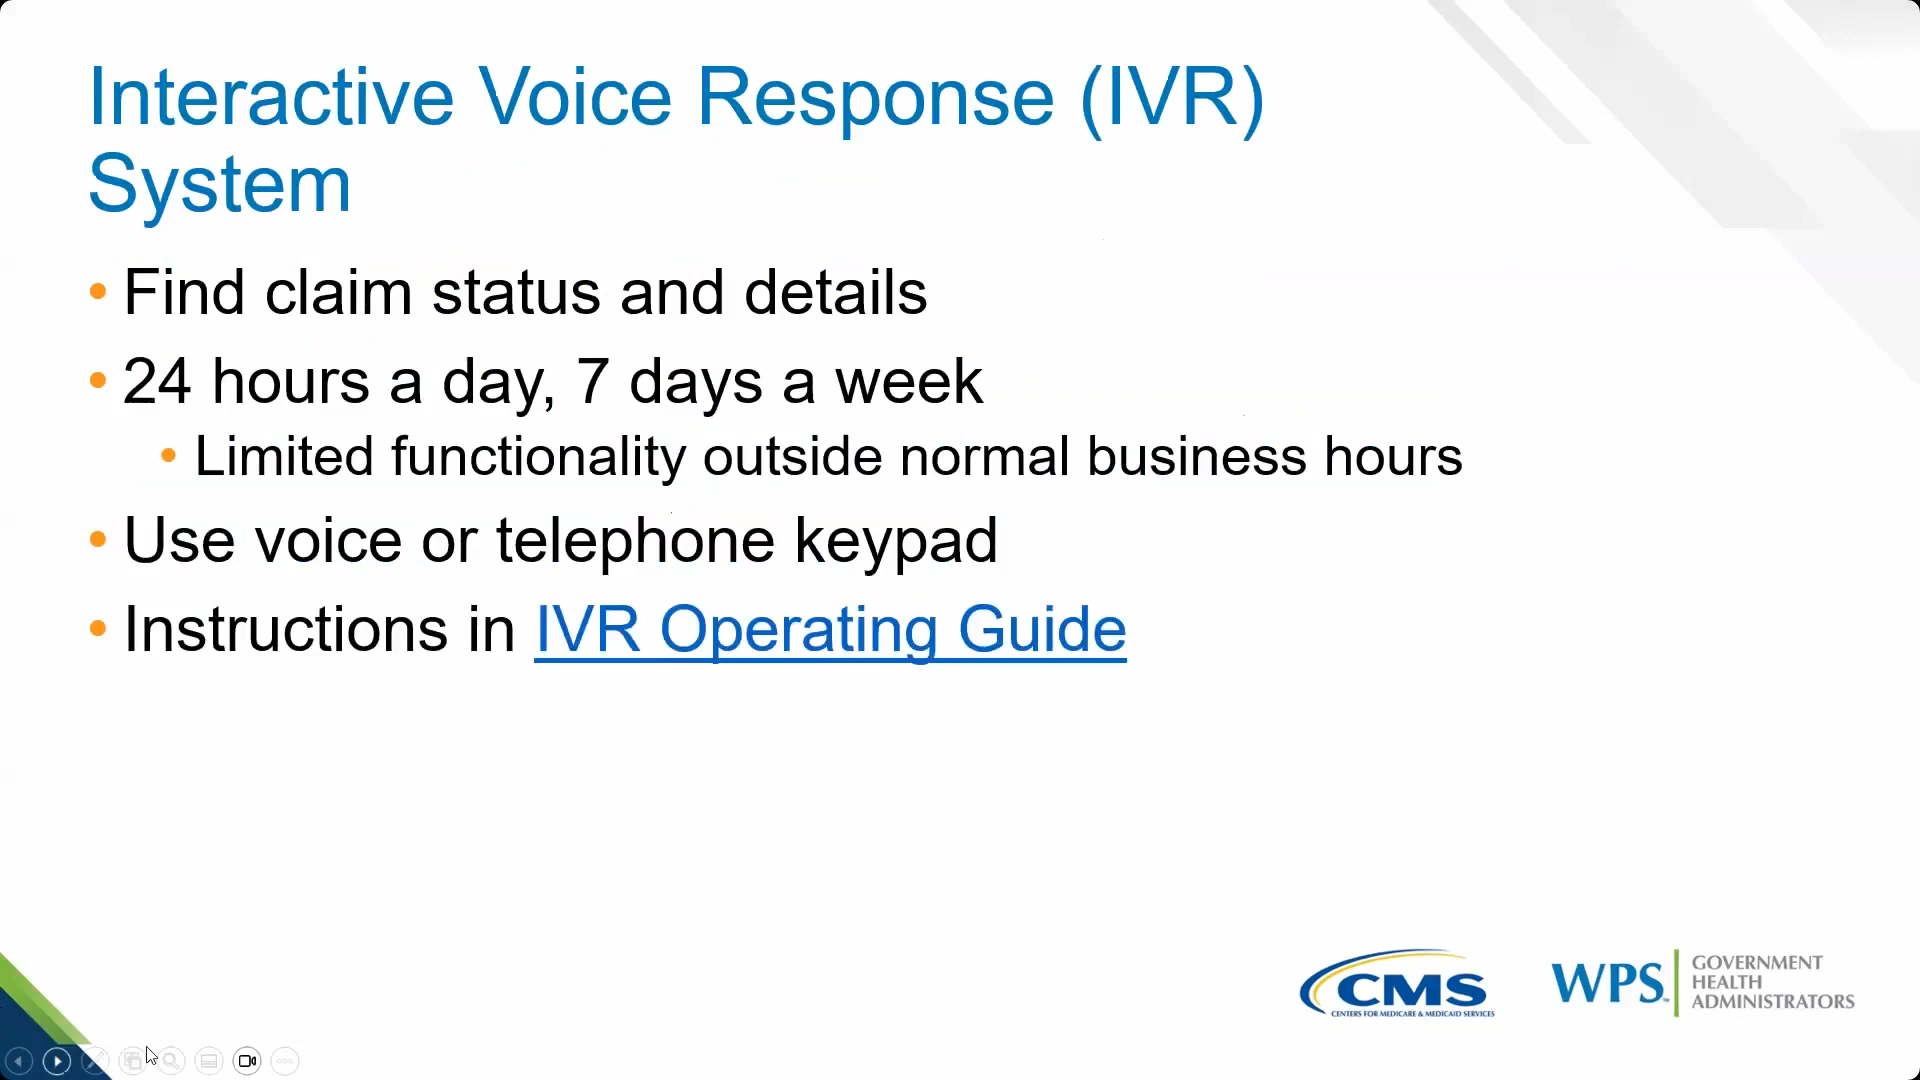 Interactive Voice Response (IVR)
System
• Find claim status and details
• 24 hours a day, 7 days a week
• Limited functionality outside normal business hours
• Use voice or telephone keypad
• Instructions in IVR Operating Guide
CMS
CENTERS FOR MEDICARE & MEDICAID SERVICES
WPS
GOVERNMENT
HEALTH
ADMINISTRATORS